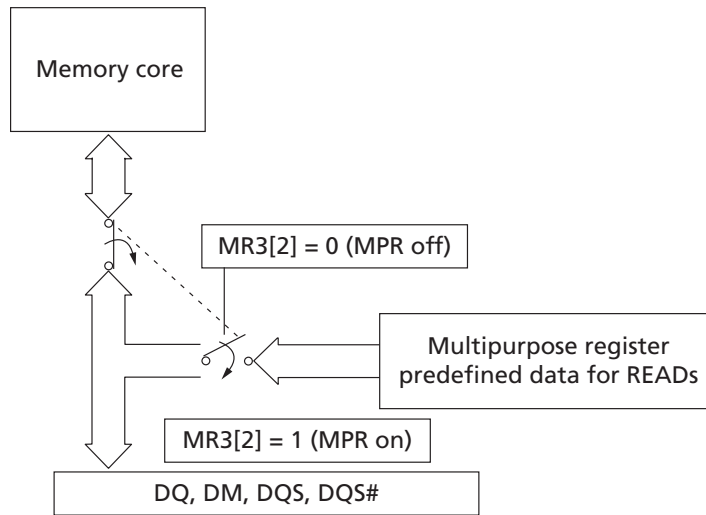 Memory core
MR3[2] = 0 (MPR off)
Multipurpose register
predefined data for READs
MR3[2] = 1 (MPR on)
DQ, DM, DQS, DQS#